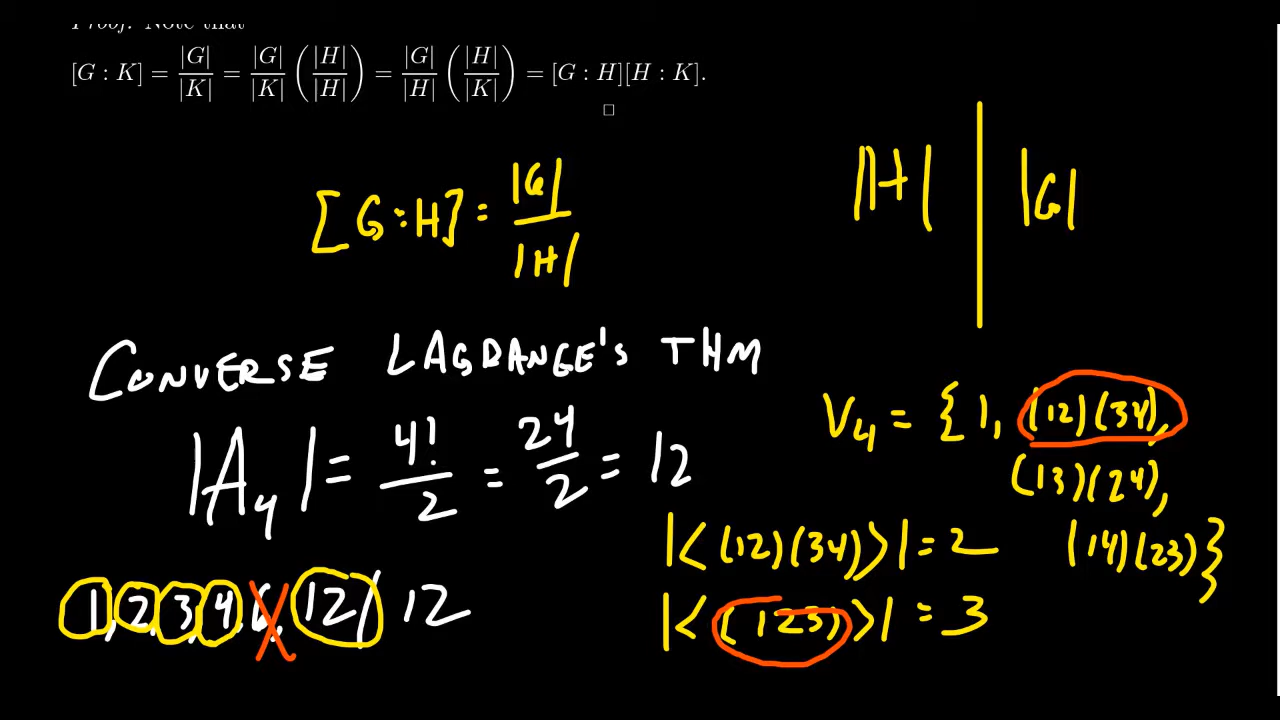 Proof. Note that
[G : K] = |G|/|K| = |G|/|K| (|H|/|H|) = |G|/|H| (|H|/|K|) = [G : H][H : K].
□
[G:H] = |G|/|H|
|H| | |G|
CONVERSE LAGRANGE'S THM
|A₄| = 4!/2 = 24/2 = 12
V₄ = {1, (12)(34),
(13)(24),
(14)(23)}
|<(12)(34)>| = 2
1, 2, 3, 4, 6, 12 | 12
|<(123)>| = 3